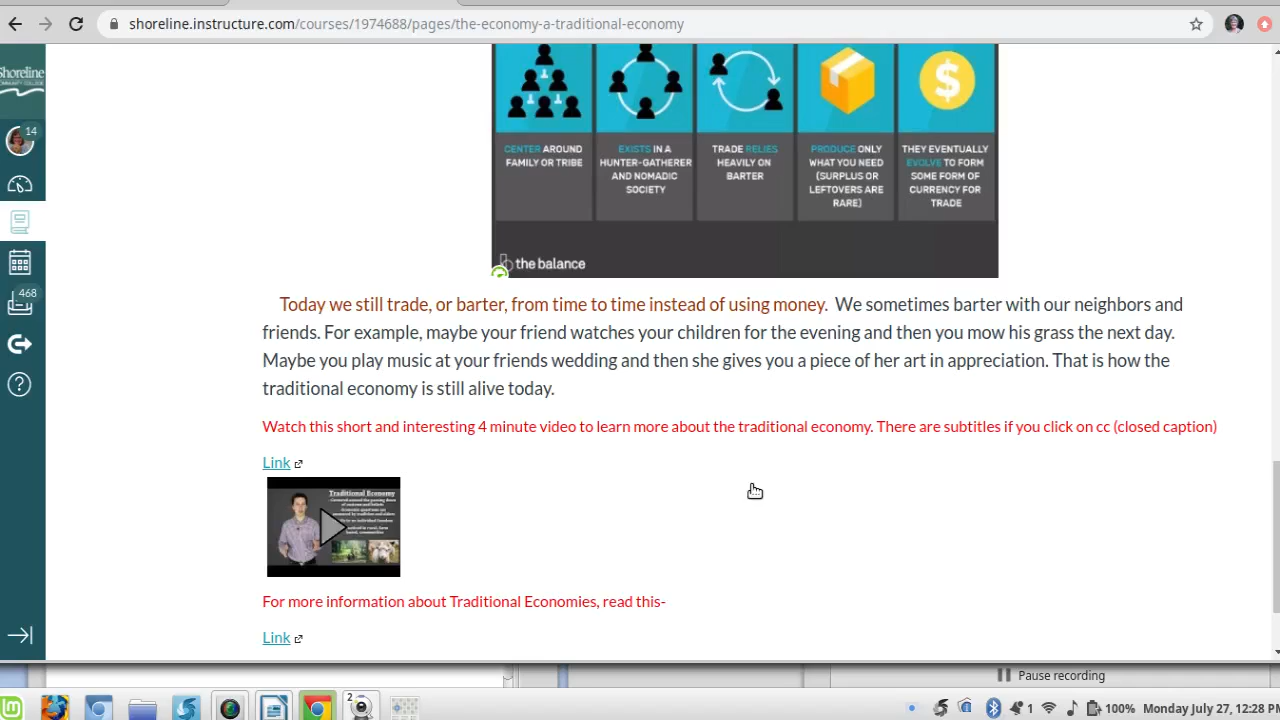 shoreline.instructure.com/courses/1974688/pages/the-economy-a-traditional-economy
Shoreline
COMMUNITY COLLEGE
14
468
CENTER AROUND
FAMILY OR TRIBE
EXISTS IN A
HUNTER-GATHERER
AND NOMADIC
SOCIETY
TRADE RELIES
HEAVILY ON
BARTER
PRODUCE ONLY
WHAT YOU NEED
(SURPLUS OR
LEFTOVERS ARE
RARE)
THEY EVENTUALLY
EVOLVE TO FORM
SOME FORM OF
CURRENCY FOR
TRADE
the balance
Today we still trade, or barter, from time to time instead of using money. We sometimes barter with our neighbors and
friends. For example, maybe your friend watches your children for the evening and then you mow his grass the next day.
Maybe you play music at your friends wedding and then she gives you a piece of her art in appreciation. That is how the
traditional economy is still alive today.
Watch this short and interesting 4 minute video to learn more about the traditional economy. There are subtitles if you click on cc (closed caption)
Link
Traditional Economy
For more information about Traditional Economies, read this-
Link
Pause recording
2
1
100%
Monday July 27, 12:28 PM